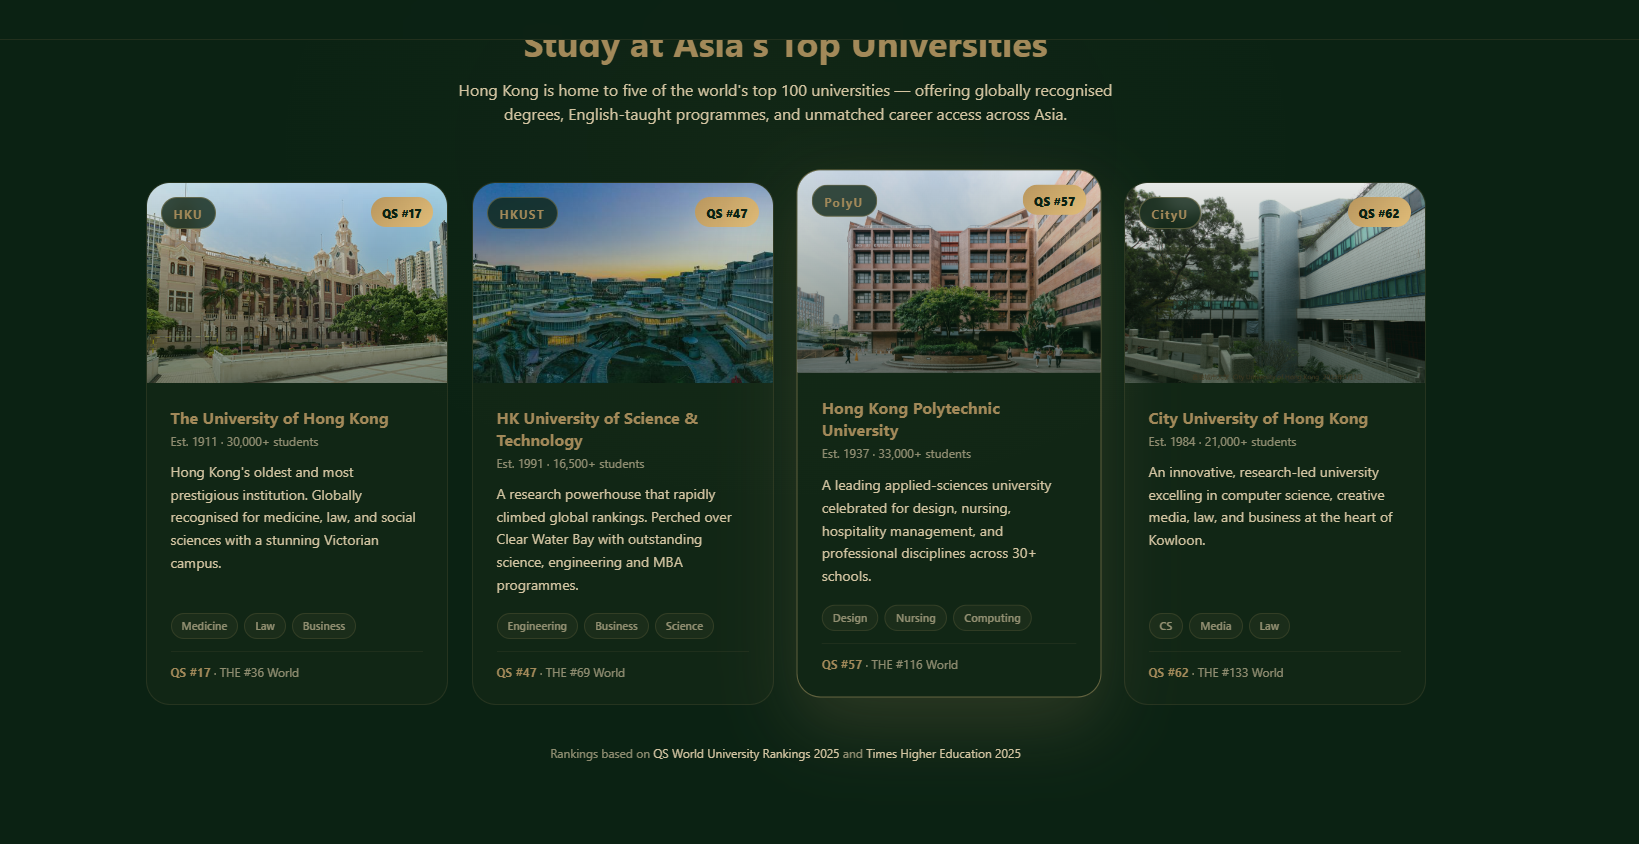 Study at Asia's Top Universities
Hong Kong is home to five of the world's top 100 universities — offering globally recognised
degrees, English-taught programmes, and unmatched career access across Asia.
HKU
QS #17
The University of Hong Kong
Est. 1911 · 30,000+ students
Hong Kong's oldest and most
prestigious institution. Globally
recognised for medicine, law, and social
sciences with a stunning Victorian
campus.
Medicine
Law
Business
QS #17 · THE #36 World
HKUST
QS #47
HK University of Science &
Technology
Est. 1991 · 16,500+ students
A research powerhouse that rapidly
climbed global rankings. Perched over
Clear Water Bay with outstanding
science, engineering and MBA
programmes.
Engineering
Business
Science
QS #47 · THE #69 World
PolyU
QS #57
Hong Kong Polytechnic
University
Est. 1937 · 33,000+ students
A leading applied-sciences university
celebrated for design, nursing,
hospitality management, and
professional disciplines across 30+
schools.
Design
Nursing
Computing
QS #57 · THE #116 World
CityU
QS #62
City University of Hong Kong
Est. 1984 · 21,000+ students
An innovative, research-led university
excelling in computer science, creative
media, law, and business at the heart of
Kowloon.
CS
Media
Law
QS #62 · THE #133 World
Rankings based on QS World University Rankings 2025 and Times Higher Education 2025